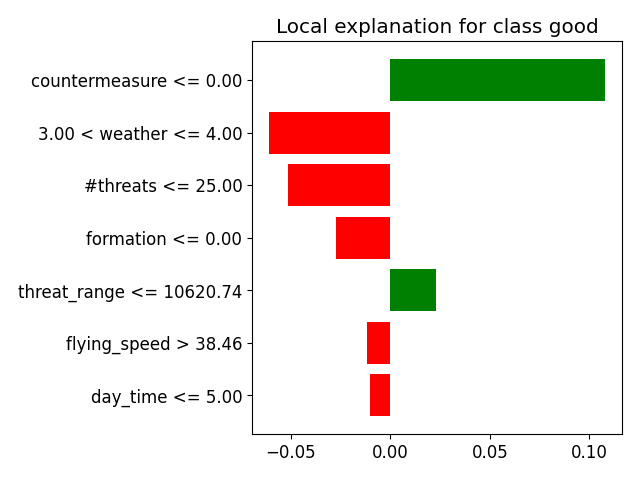 Local explanation for class good
countermeasure <= 0.00
3.00 < weather <= 4.00
#threats <= 25.00
formation <= 0.00
threat_range <= 10620.74
flying_speed > 38.46
day_time <= 5.00
−0.05 0.00 0.05 0.10